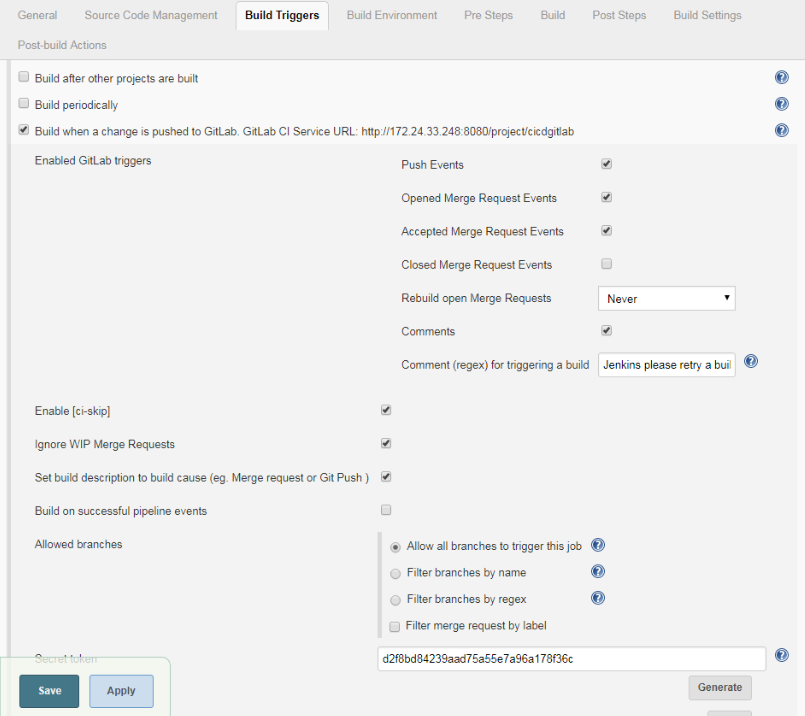 General Source Code Management Build Triggers Build Environment Pre Steps Build Post Steps Build Settings
Post-build Actions
Build after other projects are built
Build periodically
Build when a change is pushed to GitLab. GitLab CI Service URL: http://172.24.33.248:8080/project/cicdgitlab
Enabled GitLab triggers
Push Events
Opened Merge Request Events
Accepted Merge Request Events
Closed Merge Request Events
Rebuild open Merge Requests Never
Comments
Comment (regex) for triggering a build Jenkins please retry a buil
Enable [ci-skip]
Ignore WIP Merge Requests
Set build description to build cause (eg. Merge request or Git Push )
Build on successful pipeline events
Allowed branches
Allow all branches to trigger this job
Filter branches by name
Filter branches by regex
Filter merge request by label
Secret token d2f8bd84239aad75a55e7a96a178f36c
Save Apply Generate